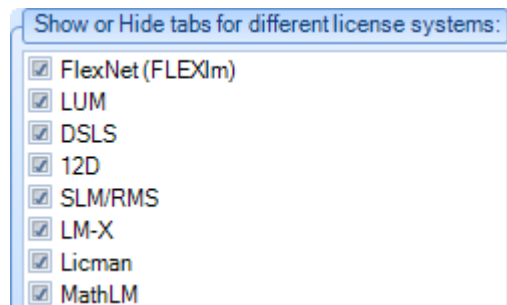 Show or Hide tabs for different license systems:
FlexNet (FLEXlm)
LUM
DSLS
12D
SLM/RMS
LM-X
Licman
MathLM